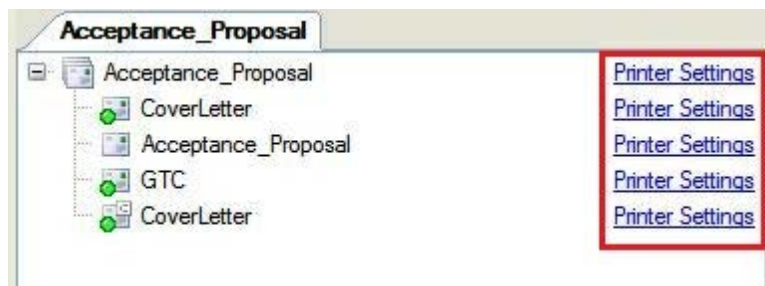 Acceptance_Proposal
Acceptance_Proposal Printer Settings
CoverLetter Printer Settings
Acceptance_Proposal Printer Settings
GTC Printer Settings
CoverLetter Printer Settings